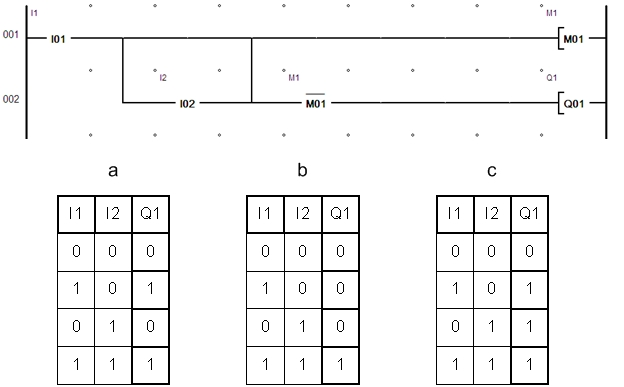 I1 M1
001 I01 M01
I2 M1 Q1
002 I02 M̅0̅1̅ Q01
a b c
I1 I2 Q1 I1 I2 Q1 I1 I2 Q1
0 0 0 0 0 0 0 0 0
1 0 1 1 0 0 1 0 1
0 1 0 0 1 0 0 1 1
1 1 1 1 1 1 1 1 1